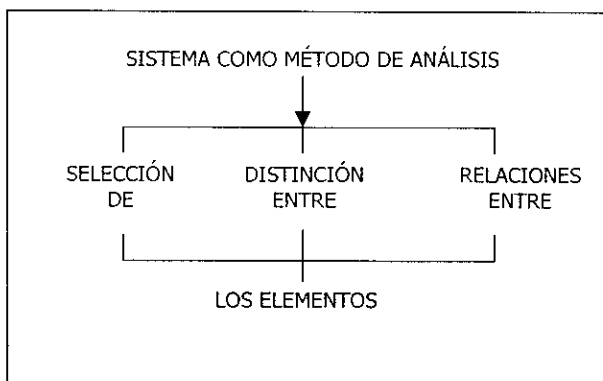 SISTEMA COMO MÉTODO DE ANÁLISIS
SELECCIÓN
DE
DISTINCIÓN
ENTRE
RELACIONES
ENTRE
LOS ELEMENTOS